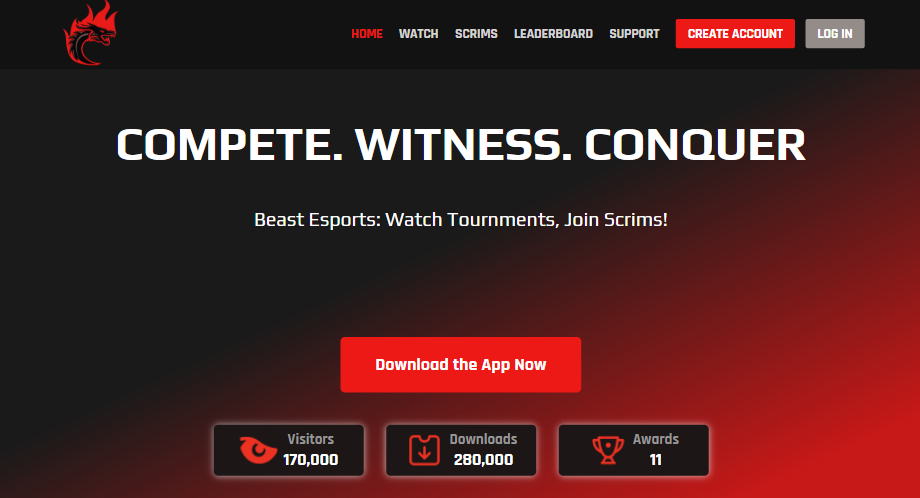 HOME WATCH SCRIMS LEADERBOARD SUPPORT CREATE ACCOUNT LOG IN
COMPETE. WITNESS. CONQUER
Beast Esports: Watch Tournments, Join Scrims!
Download the App Now
Visitors
170,000
Downloads
280,000
Awards
11